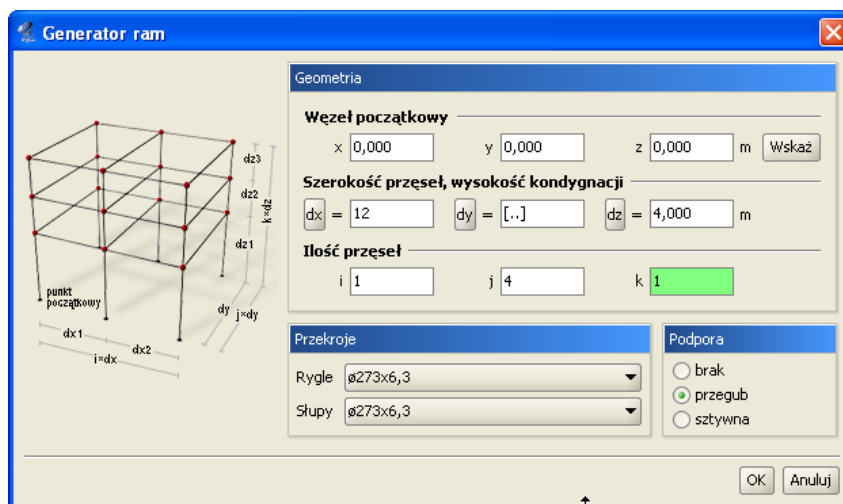 Generator ram
Geometria
Węzeł początkowy
x 0,000 y 0,000 z 0,000 m Wskaż
Szerokość przęseł, wysokość kondygnacji
dx = 12 dy = [..] dz = 4,000 m
Ilość przęseł
i 1 j 4 k 1
dz3
dz2
k*dz
dz1
punkt
początkowy
dy
j*dy
dx1
dx2
i*dx
Przekroje
Rygle ø273x6,3
Słupy ø273x6,3
Podpora
brak
przegub
sztywna
OK Anuluj